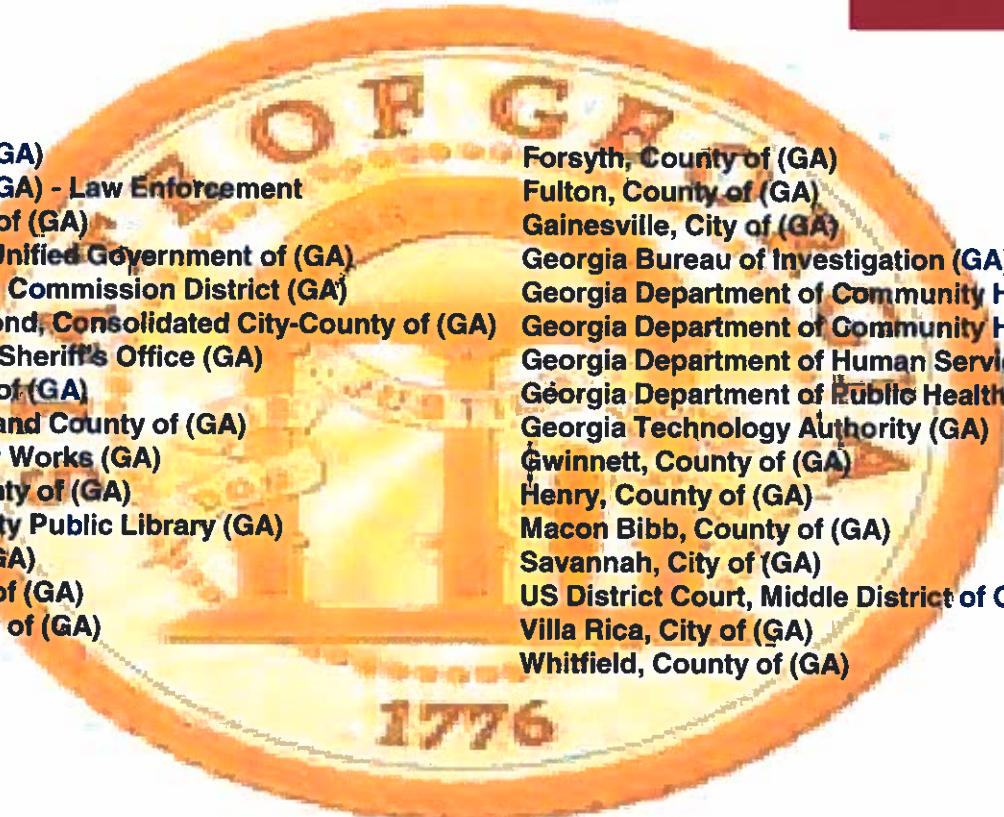 OF GEO
GA)
GA) - Law Enforcement
of (GA)
Unified Government of (GA)
Commission District (GA)
ond, Consolidated City-County of (GA)
Sheriff's Office (GA)
of (GA)
and County of (GA)
Works (GA)
nty of (GA)
ty Public Library (GA)
GA)
of (GA)
of (GA)
Forsyth, County of (GA)
Fulton, County of (GA)
Gainesville, City of (GA)
Georgia Bureau of Investigation (GA)
Georgia Department of Community H
Georgia Department of Community H
Georgia Department of Human Servi
Georgia Department of Public Health
Georgia Technology Authority (GA)
Gwinnett, County of (GA)
Henry, County of (GA)
Macon Bibb, County of (GA)
Savannah, City of (GA)
US District Court, Middle District of G
Villa Rica, City of (GA)
Whitfield, County of (GA)
1776